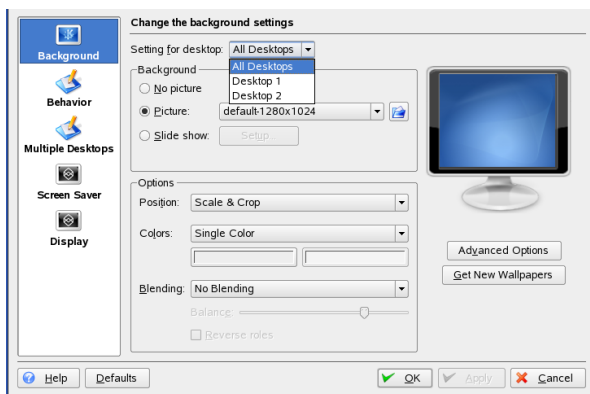 Change the background settings
Background
Behavior
Multiple Desktops
Screen Saver
Display
Setting for desktop: All Desktops
All Desktops
Desktop 1
Desktop 2
Background
No picture
Picture: default-1280x1024
Slide show: Setup...
Options
Position: Scale & Crop
Colors: Single Color
Blending: No Blending
Balance:
Reverse roles
Advanced Options
Get New Wallpapers
Help Defaults OK Apply Cancel